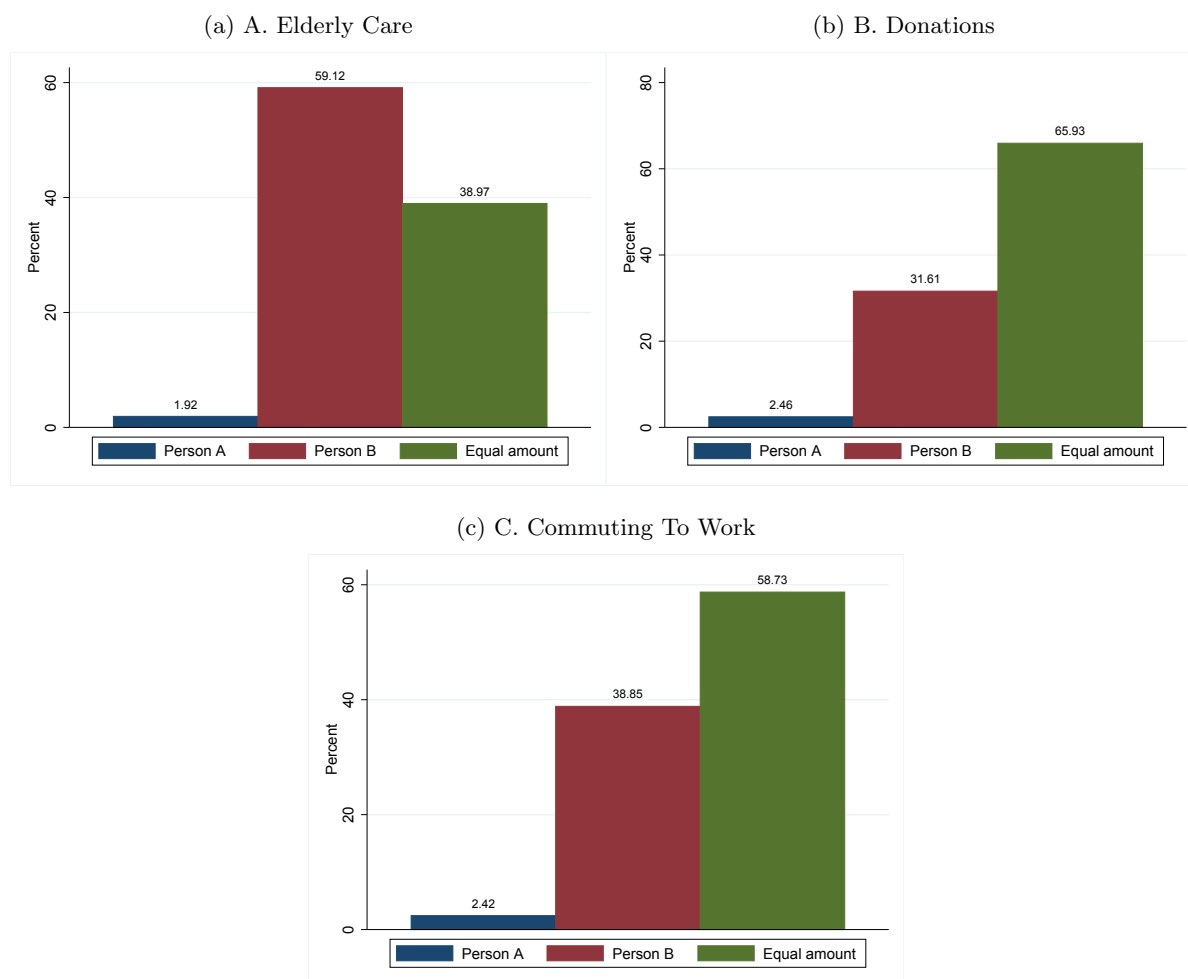 (a) A. Elderly Care
Percent
0
20
40
60
1.92
59.12
38.97
Person A Person B Equal amount
(b) B. Donations
Percent
0
20
40
60
80
2.46
31.61
65.93
Person A Person B Equal amount
(c) C. Commuting To Work
Percent
0
20
40
60
2.42
38.85
58.73
Person A Person B Equal amount